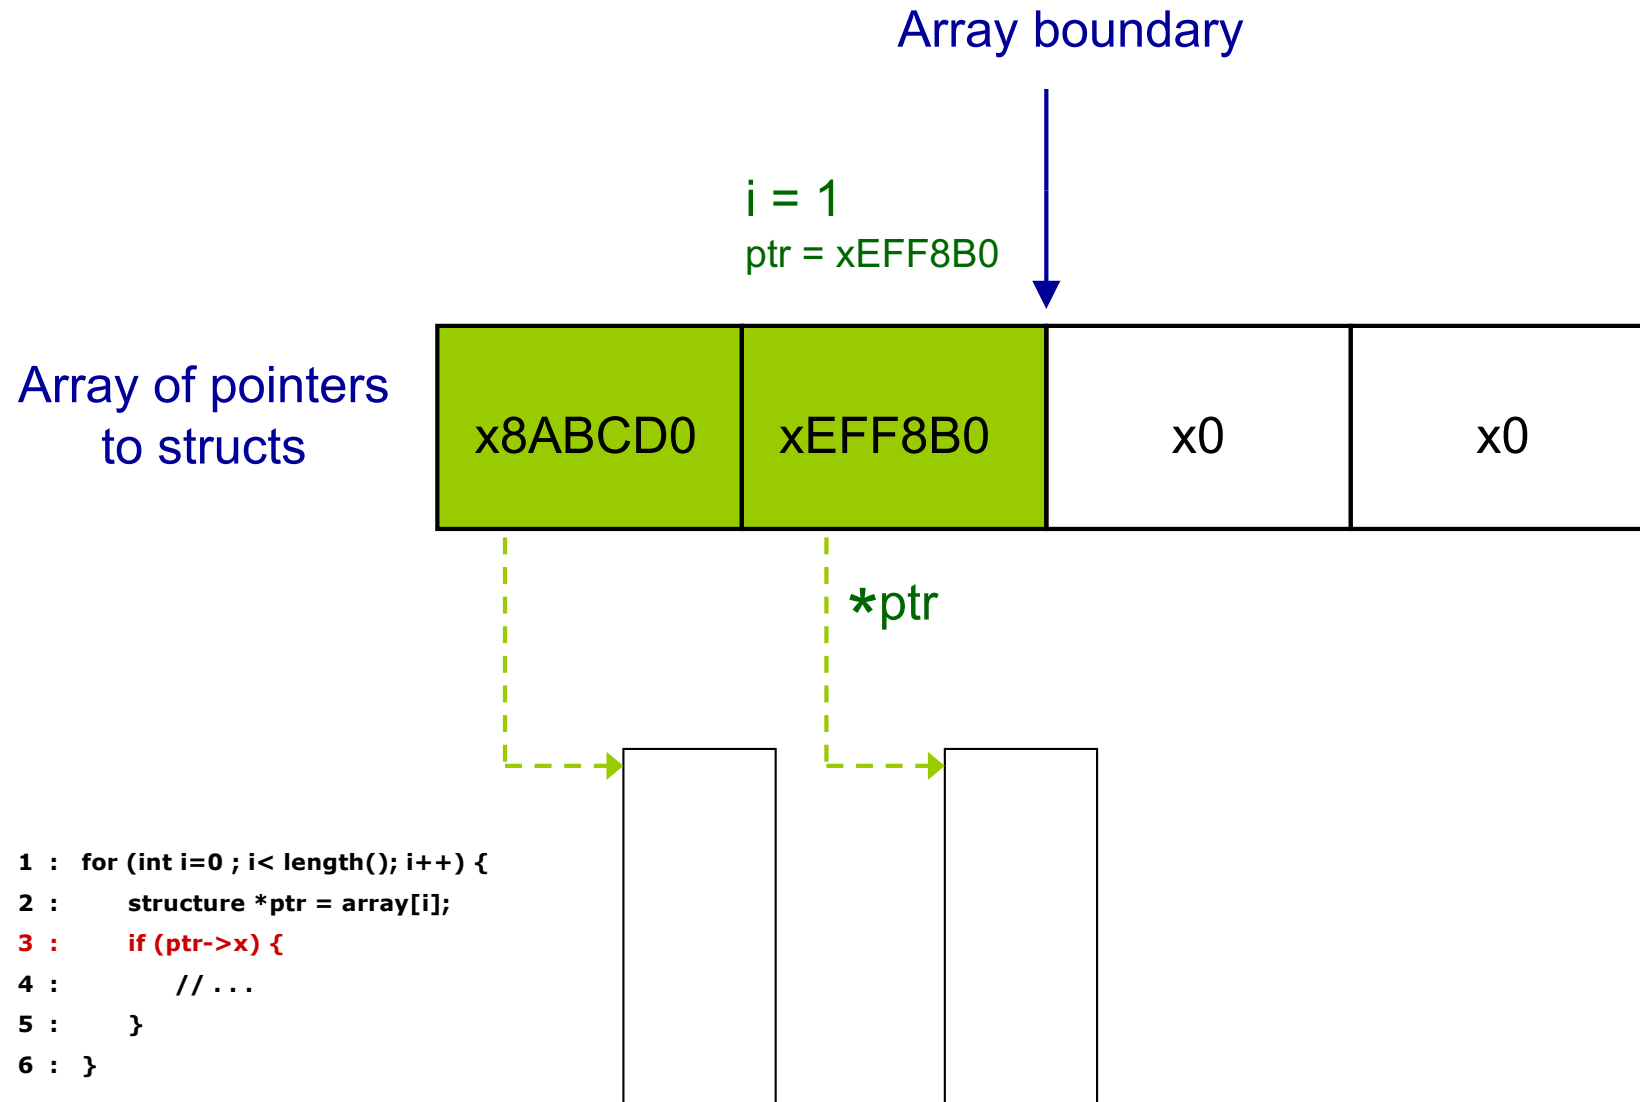 Array boundary
i = 1
ptr = xEFF8B0
Array of pointers
to structs
x8ABCD0 xEFF8B0 x0 x0
*ptr
1 : for (int i=0 ; i< length(); i++) {
2 : structure *ptr = array[i];
3 : if (ptr->x) {
4 : // . . .
5 : }
6 : }